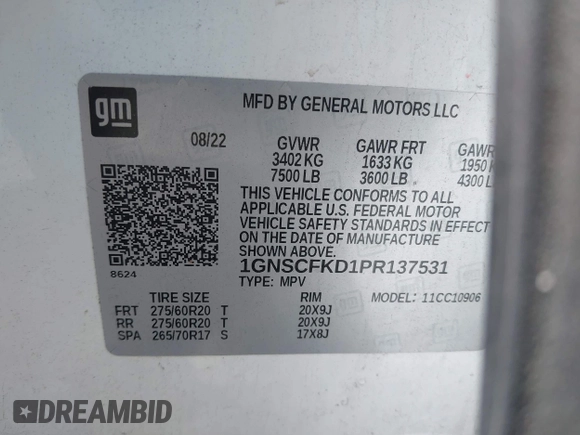 gm
MFD BY GENERAL MOTORS LLC
08/22 GVWR GAWR FRT GAWR
3402 KG 1633 KG 1950
7500 LB 3600 LB 4300
THIS VEHICLE CONFORMS TO ALL
APPLICABLE U.S. FEDERAL MOTOR
VEHICLE SAFETY STANDARDS IN EFFECT
ON THE DATE OF MANUFACTURE
SHOWN ABOVE.
8624 1GNSCFKD1PR137531
TYPE: MPV MODEL: 11CC10906
TIRE SIZE RIM
FRT 275/60R20 T 20X9J
RR 275/60R20 T 20X9J
SPA 265/70R17 S 17X8J
DREAMBID